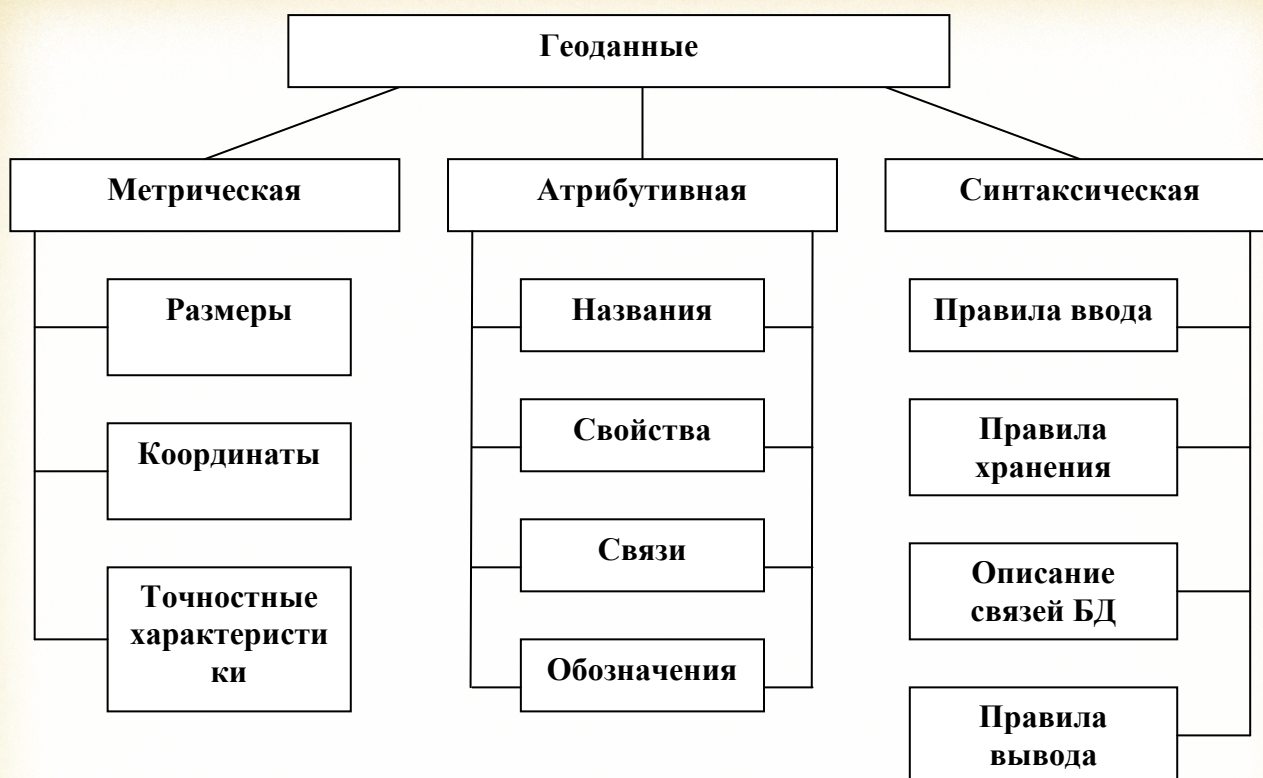 Геоданные
Метрическая
Атрибутивная
Синтаксическая
Размеры
Координаты
Точностные
характеристи
ки
Названия
Свойства
Связи
Обозначения
Правила ввода
Правила
хранения
Описание
связей БД
Правила
вывода